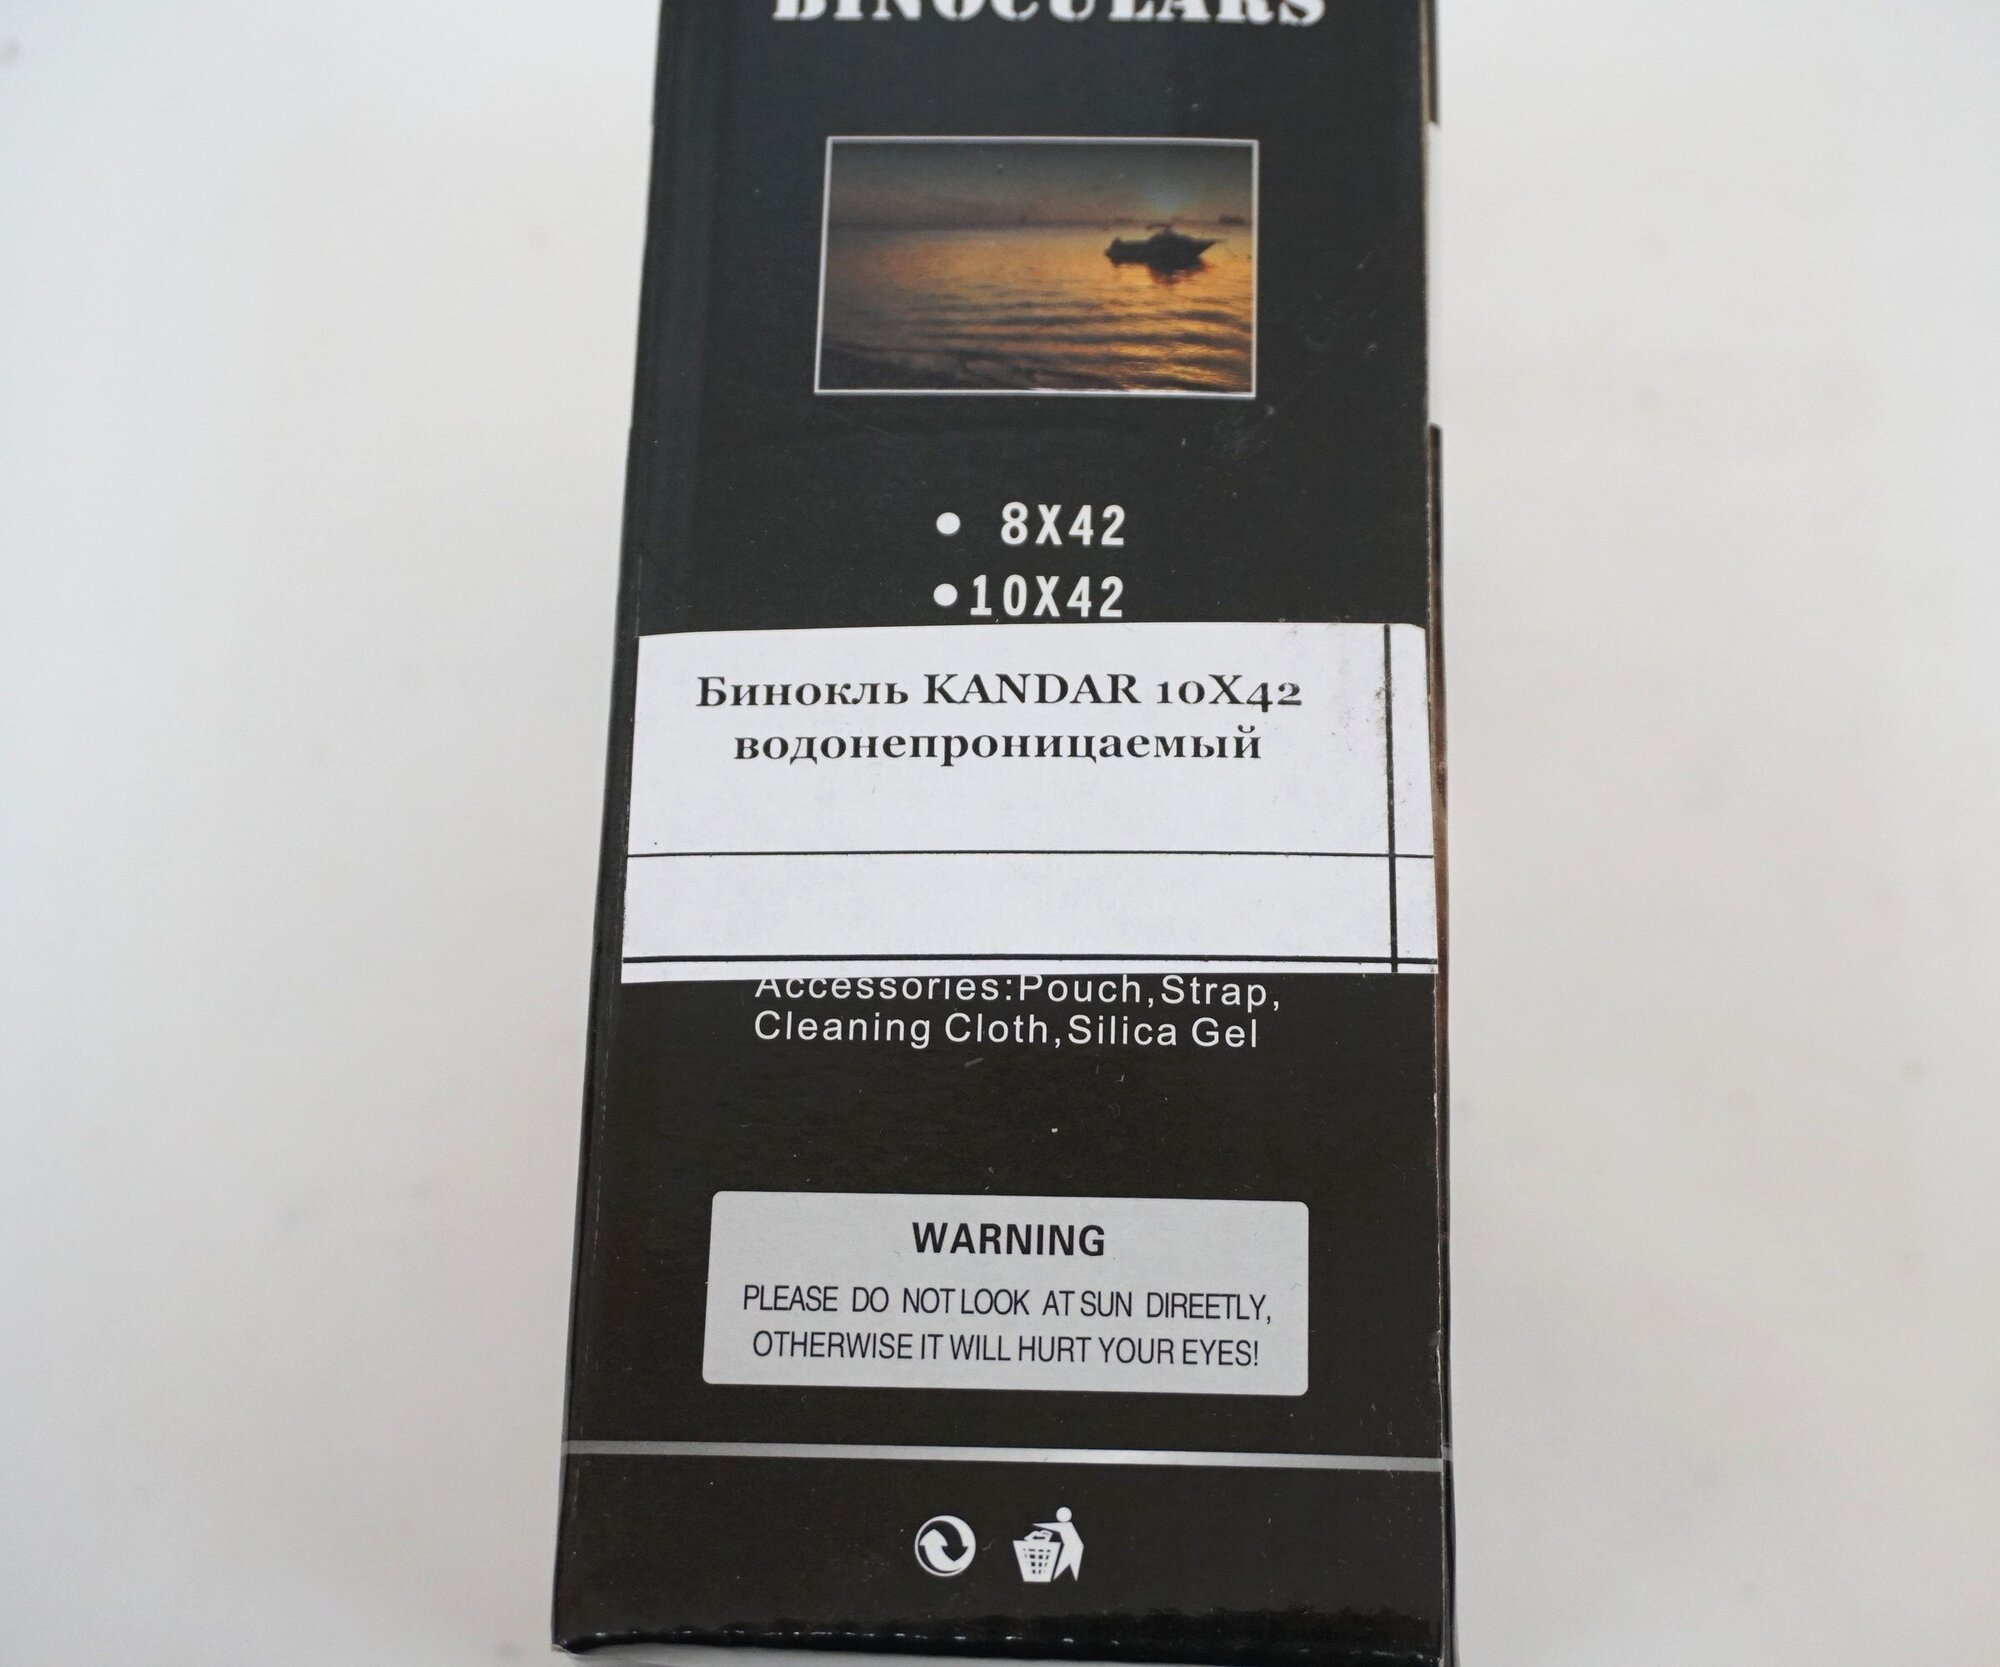 BINOCULARS
● 8X42
●10X42
Бинокль KANDAR 10X42
водонепроницаемый
Accessories:Pouch,Strap,
Cleaning Cloth,Silica Gel
WARNING
PLEASE DO NOT LOOK AT SUN DIREETLY,
OTHERWISE IT WILL HURT YOUR EYES!